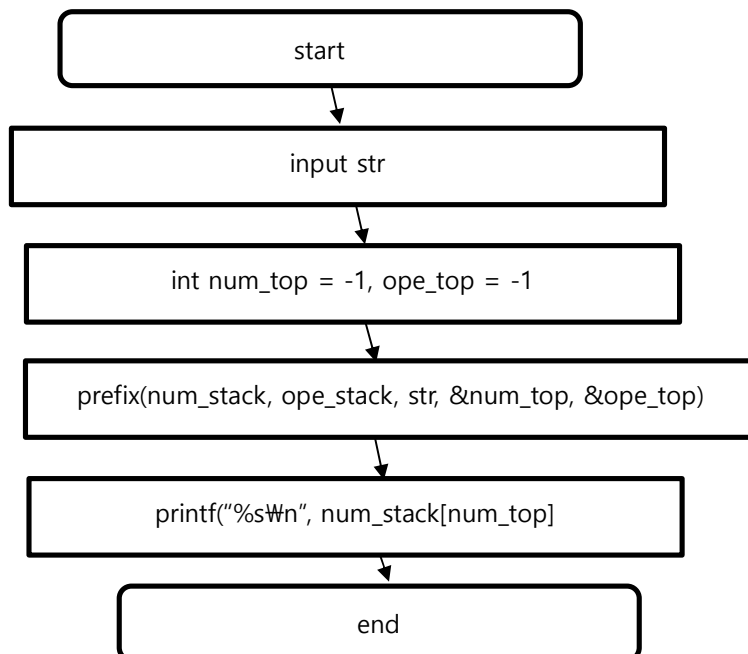 start
input str
int num_top = -1, ope_top = -1
prefix(num_stack, ope_stack, str, &num_top, &ope_top)
printf(“%s₩n“, num_stack[num_top]
end